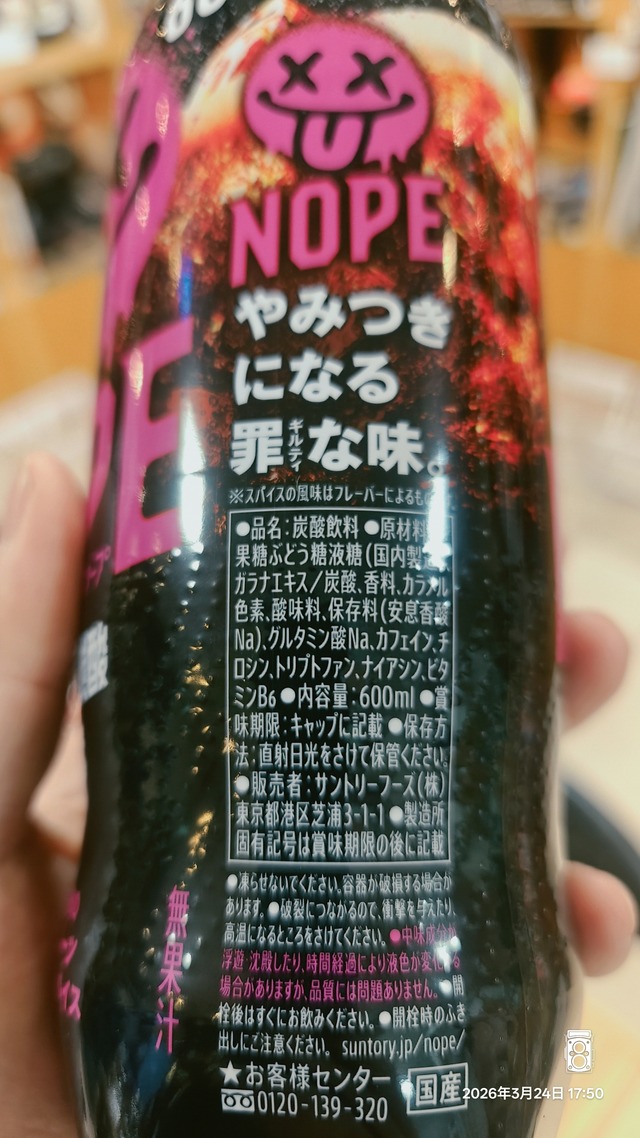 NOPE
やみつき
になる
罪な味。
ギルティ
※スパイスの風味はフレーバーによるもの
●品名:炭酸飲料 ●原材料
果糖ぶどう糖液糖(国内製造
ガラナエキス/炭酸、香料、カラメル
色素、酸味料、保存料(安息香酸
Na)、グルタミン酸Na、カフェイン、チ
ロシン、トリプトファン、ナイアシン、ビタ
ミンB6 ●内容量:600ml ●賞
味期限:キャップに記載 ●保存方
法:直射日光をさけて保管ください。
●販売者:サントリーフーズ(株)
東京都港区芝浦3-1-1 ●製造所
固有記号は賞味期限の後に記載
●凍らせないでください。容器が破損する場合が
あります。●破裂につながるので、衝撃を与えたり、
高温になるところをさけてください。●中味成分が
浮遊・沈殿したり、時間経過により液色が変化する
場合がありますが、品質には問題ありません。●開
栓後はすぐにお飲みください。●開栓時のふき
出しにご注意ください。 suntory.jp/nope/
★お客様センター
0120-139-320
国産
無果汁
酸
2026年3月24日 17:50